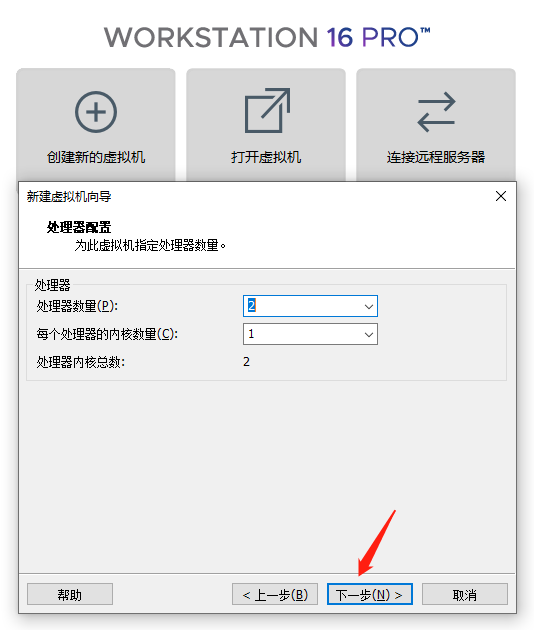 WORKSTATION 16 PRO™
创建新的虚拟机
打开虚拟机
连接远程服务器
新建虚拟机向导
处理器配置
为此虚拟机指定处理器数量。
处理器
处理器数量(P): 2
每个处理器的内核数量(C): 1
处理器内核总数: 2
帮助
< 上一步(B)
下一步(N) >
取消